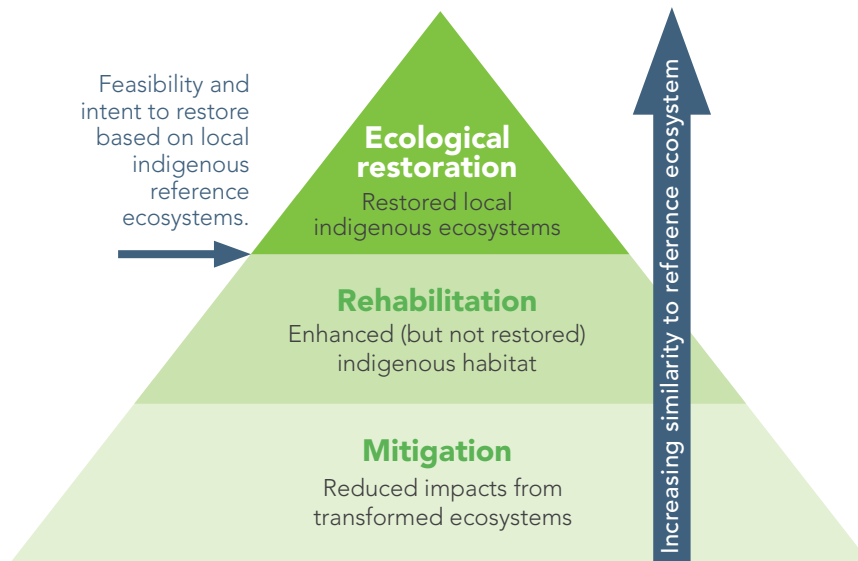 Feasibility and
intent to restore
based on local
indigenous
reference
ecosystems.
Ecological
restoration
Restored local
indigenous ecosystems
Rehabilitation
Enhanced (but not restored)
indigenous habitat
Mitigation
Reduced impacts from
transformed ecosystems
Increasing similarity to reference ecosystem